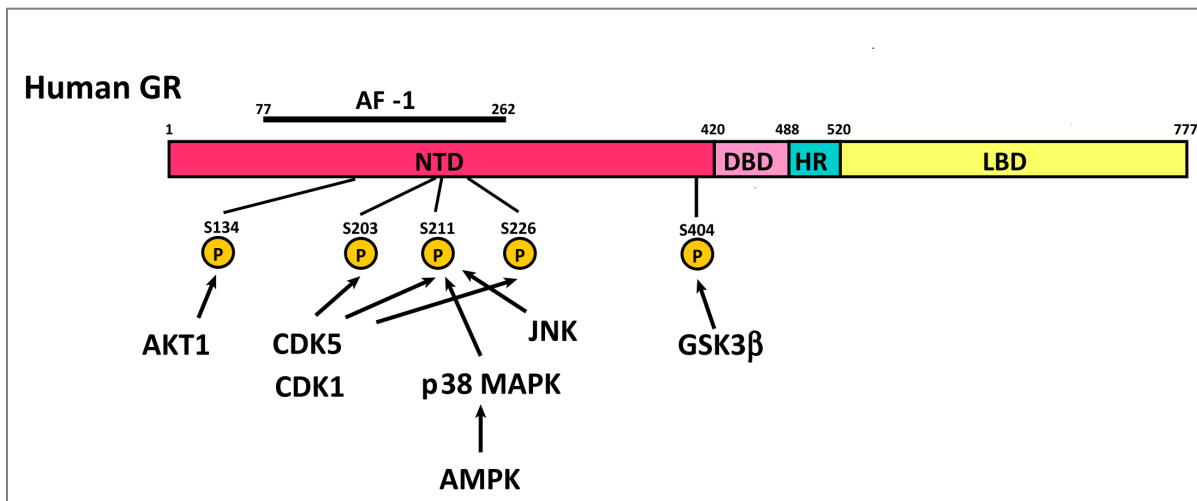 Human GR
AF -1
77 262
1 420 488 520 777
NTD DBD HR LBD
S134 S203 S211 S226 S404
P P P P P
AKT1 CDK5 JNK GSK3β
CDK1 p38 MAPK
AMPK